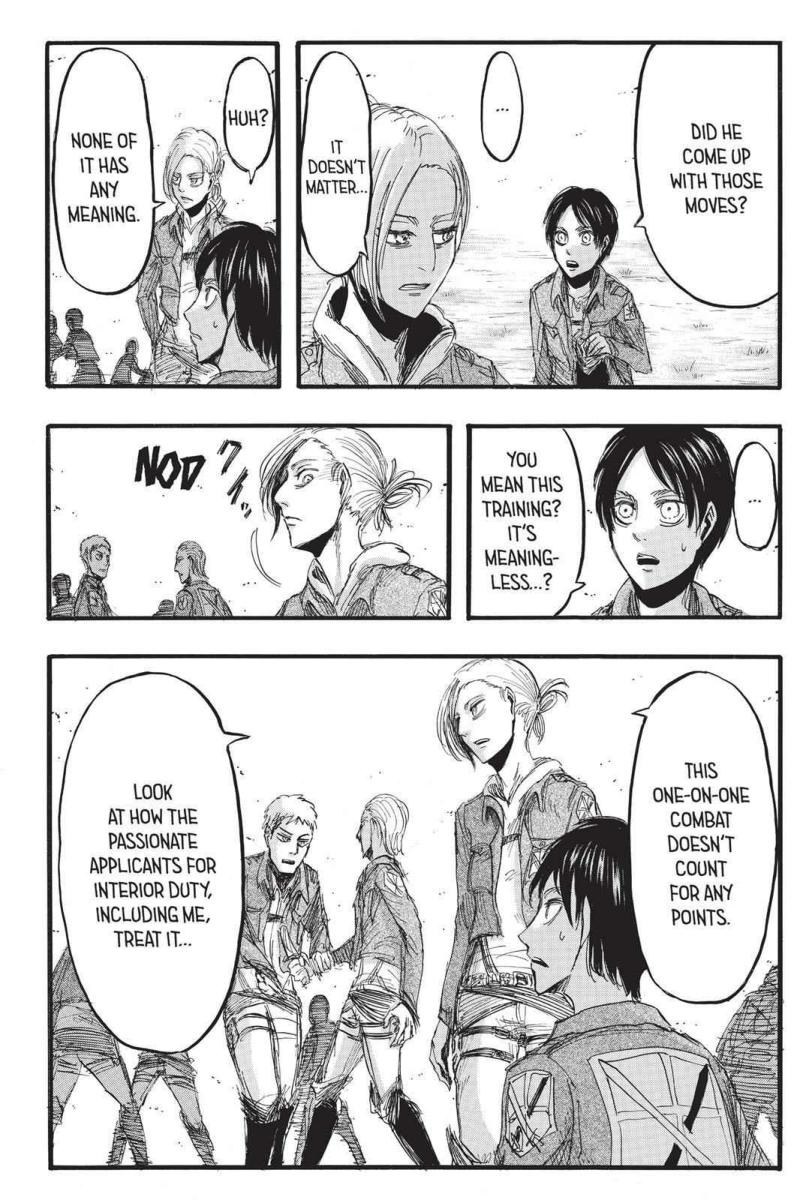 DID HE
COME UP
WITH THOSE
MOVES?
...
IT
DOESN'T
MATTER...
HUH?
NONE OF
IT HAS
ANY
MEANING.
...
YOU
MEAN THIS
TRAINING?
IT'S
MEANING-
LESS...?
NOD
THIS
ONE-ON-ONE
COMBAT
DOESN'T
COUNT
FOR ANY
POINTS.
LOOK
AT HOW THE
PASSIONATE
APPLICANTS FOR
INTERIOR DUTY,
INCLUDING ME,
TREAT IT...